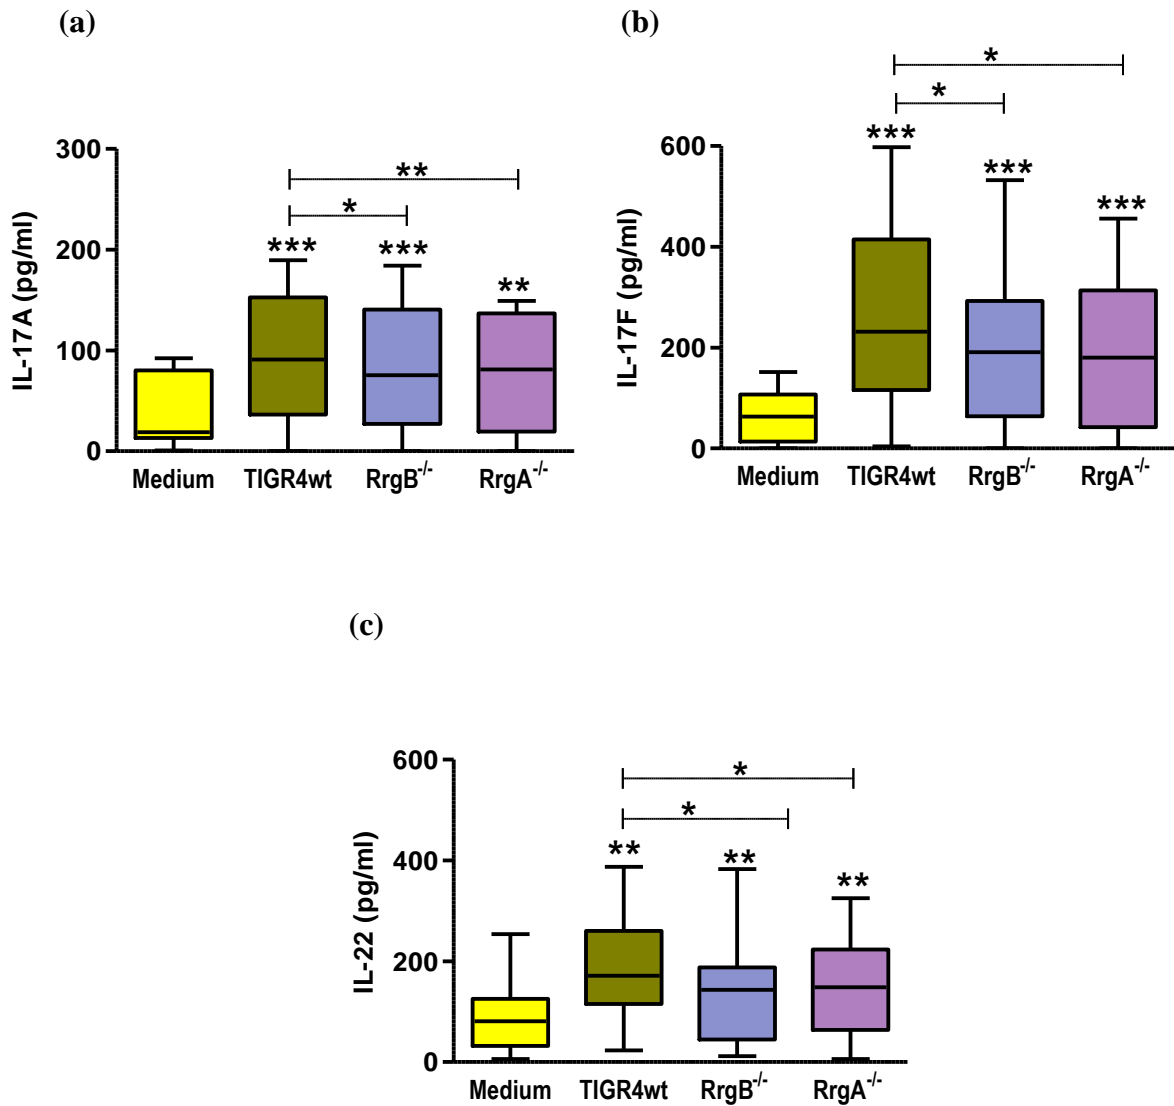 (a)
**
*
*** *** **
IL-17A (pg/ml)
300
200
100
0
Medium TIGR4wt RrgB-/- RrgA-/-
(b)
*
*
*** *** ***
IL-17F (pg/ml)
600
400
200
0
Medium TIGR4wt RrgB-/- RrgA-/-
(c)
*
*
** ** **
IL-22 (pg/ml)
600
400
200
0
Medium TIGR4wt RrgB-/- RrgA-/-